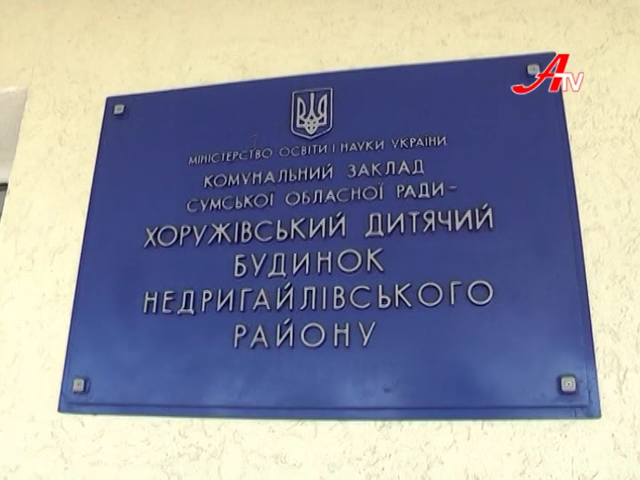 ATV
МІНІСТЕРСТВО ОСВІТИ І НАУКИ УКРАЇНИ
КОМУНАЛЬНИЙ ЗАКЛАД
СУМСЬКОЇ ОБЛАСНОЇ РАДИ-
ХОРУЖІВСЬКИЙ ДИТЯЧИЙ
БУДИНОК
НЕДРИГАЙЛІВСЬКОГО
РАЙОНУ